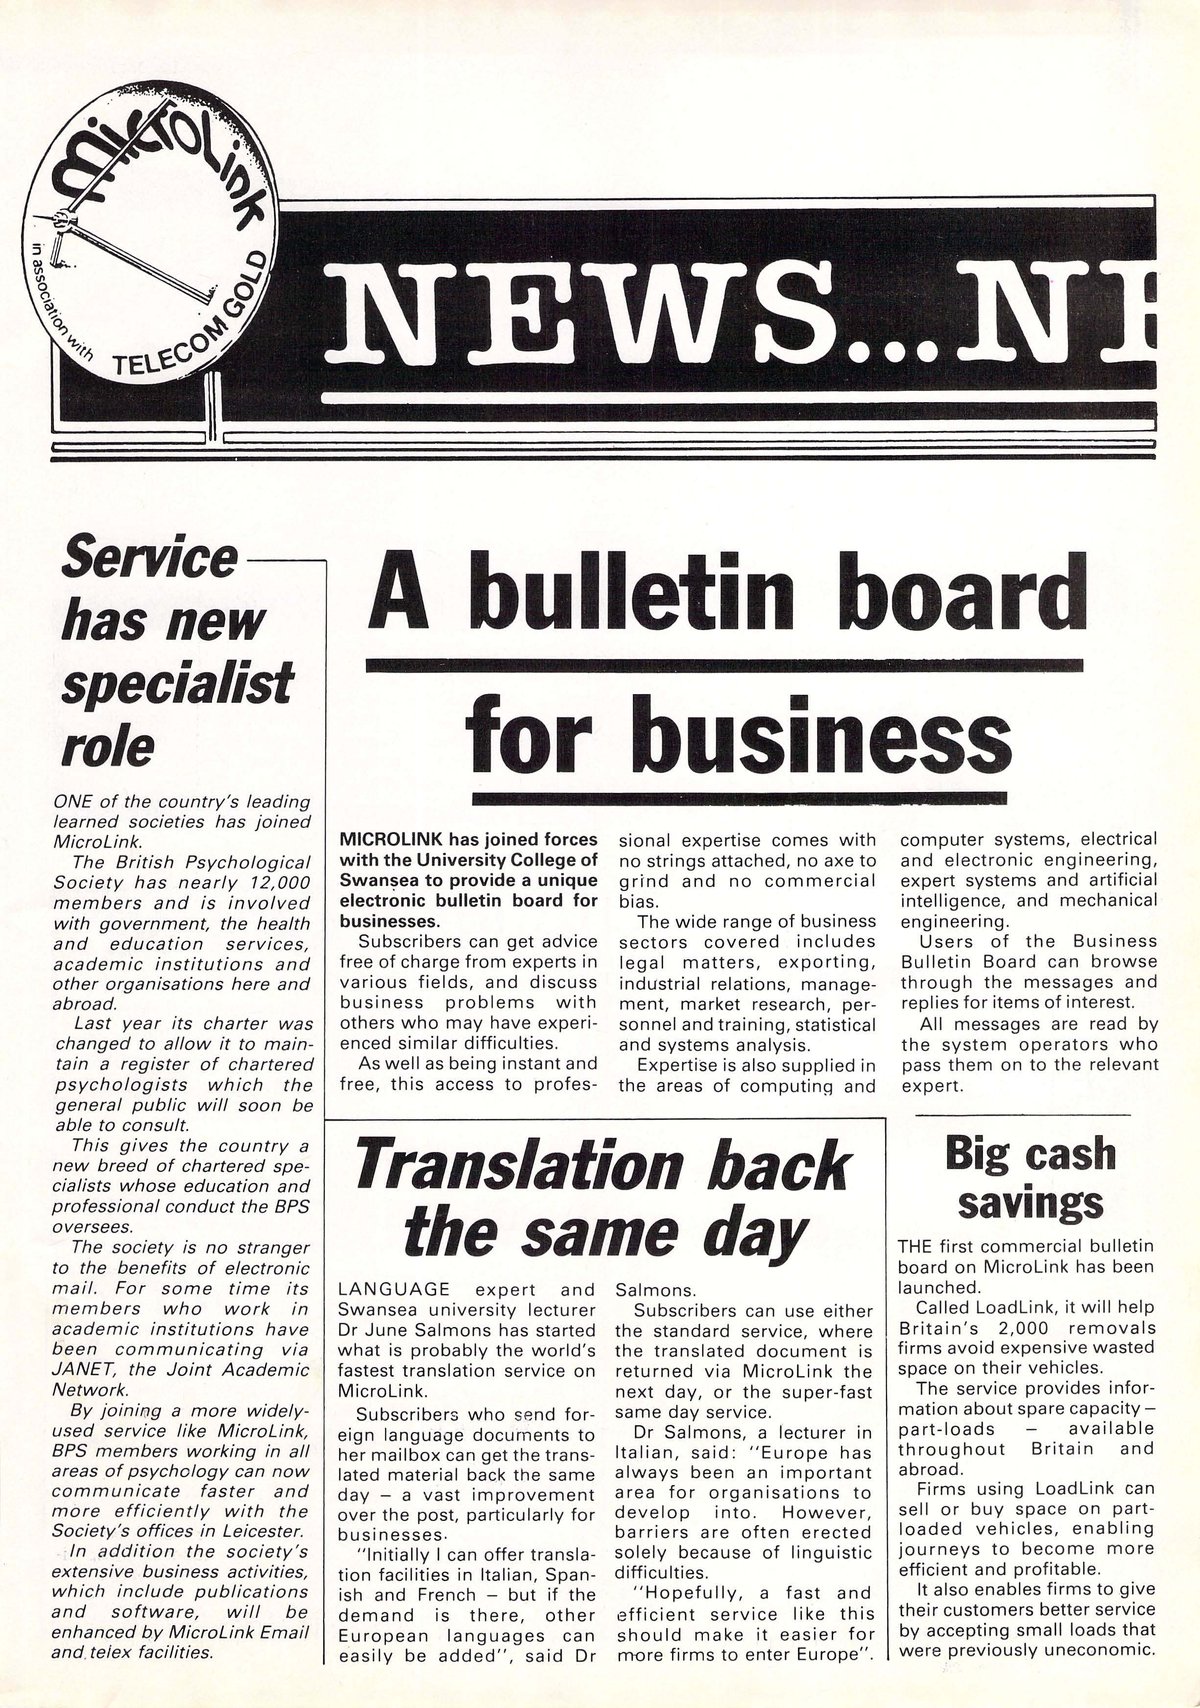 MicroLink
in association with
TELECOM GOLD
NEWS...NE
Service
has new
specialist
role
ONE of the country's leading
learned societies has joined
MicroLink.
The British Psychological
Society has nearly 12,000
members and is involved
with government, the health
and education services,
academic institutions and
other organisations here and
abroad.
Last year its charter was
changed to allow it to main-
tain a register of chartered
psychologists which the
general public will soon be
able to consult.
This gives the country a
new breed of chartered spe-
cialists whose education and
professional conduct the BPS
oversees.
The society is no stranger
to the benefits of electronic
mail. For some time its
members who work in
academic institutions have
been communicating via
JANET, the Joint Academic
Network.
By joining a more widely-
used service like MicroLink,
BPS members working in all
areas of psychology can now
communicate faster and
more efficiently with the
Society's offices in Leicester.
In addition the society's
extensive business activities,
which include publications
and software, will be
enhanced by MicroLink Email
and telex facilities.
A bulletin board
for business
MICROLINK has joined forces
with the University College of
Swansea to provide a unique
electronic bulletin board for
businesses.
Subscribers can get advice
free of charge from experts in
various fields, and discuss
business problems with
others who may have experi-
enced similar difficulties.
As well as being instant and
free, this access to profes-
sional expertise comes with
no strings attached, no axe to
grind and no commercial
bias.
The wide range of business
sectors covered includes
legal matters, exporting,
industrial relations, manage-
ment, market research, per-
sonnel and training, statistical
and systems analysis.
Expertise is also supplied in
the areas of computing and
computer systems, electrical
and electronic engineering,
expert systems and artificial
intelligence, and mechanical
engineering.
Users of the Business
Bulletin Board can browse
through the messages and
replies for items of interest.
All messages are read by
the system operators who
pass them on to the relevant
expert.
Translation back
the same day
LANGUAGE expert and
Swansea university lecturer
Dr June Salmons has started
what is probably the world's
fastest translation service on
MicroLink.
Subscribers who send for-
eign language documents to
her mailbox can get the trans-
lated material back the same
day – a vast improvement
over the post, particularly for
businesses.
"Initially I can offer transla-
tion facilities in Italian, Span-
ish and French – but if the
demand is there, other
European languages can
easily be added", said Dr
Salmons.
Subscribers can use either
the standard service, where
the translated document is
returned via MicroLink the
next day, or the super-fast
same day service.
Dr Salmons, a lecturer in
Italian, said: "Europe has
always been an important
area for organisations to
develop into. However,
barriers are often erected
solely because of linguistic
difficulties.
"Hopefully, a fast and
efficient service like this
should make it easier for
more firms to enter Europe".
Big cash
savings
THE first commercial bulletin
board on MicroLink has been
launched.
Called LoadLink, it will help
Britain's 2,000 removals
firms avoid expensive wasted
space on their vehicles.
The service provides infor-
mation about spare capacity –
part-loads – available
throughout Britain and
abroad.
Firms using LoadLink can
sell or buy space on part-
loaded vehicles, enabling
journeys to become more
efficient and profitable.
It also enables firms to give
their customers better service
by accepting small loads that
were previously uneconomic.